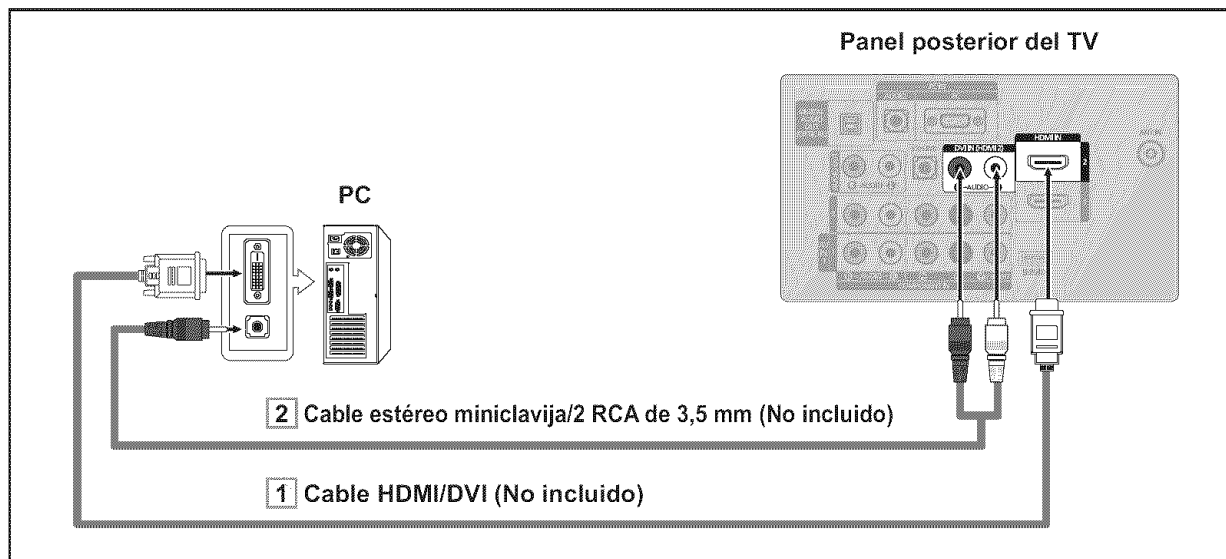 Panel posterior del TV
HDMI IN
DVI IN (HDMI 2)
2
AUDIO
PC
2 Cable estéreo miniclavija/2 RCA de 3,5 mm (No incluido)
1 Cable HDMI/DVI (No incluido)